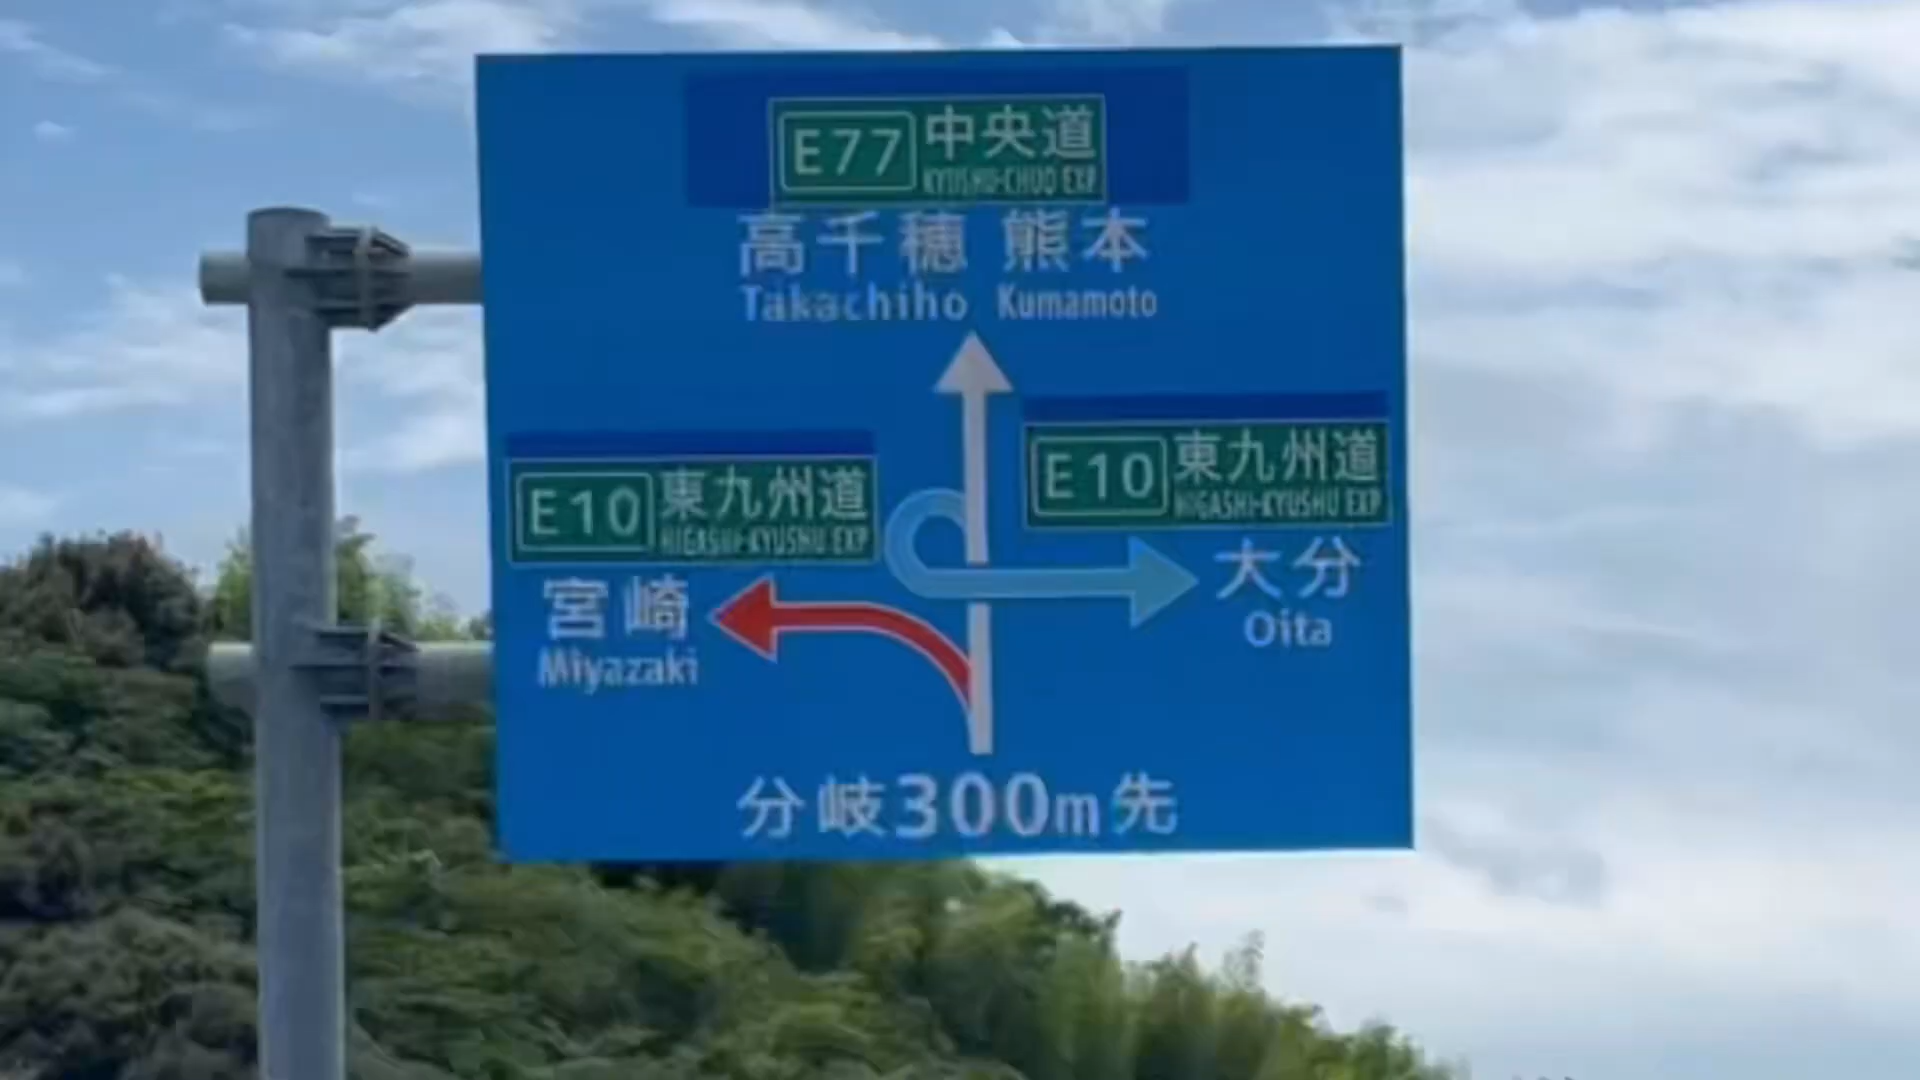 E77 中央道
KYUSHU-CHUO EXP
高千穂 熊本
Takachiho Kumamoto
E10 東九州道
HIGASHI-KYUSHU EXP
大分
Oita
E10 東九州道
HIGASHI-KYUSHU EXP
宮崎
Miyazaki
分岐300m先